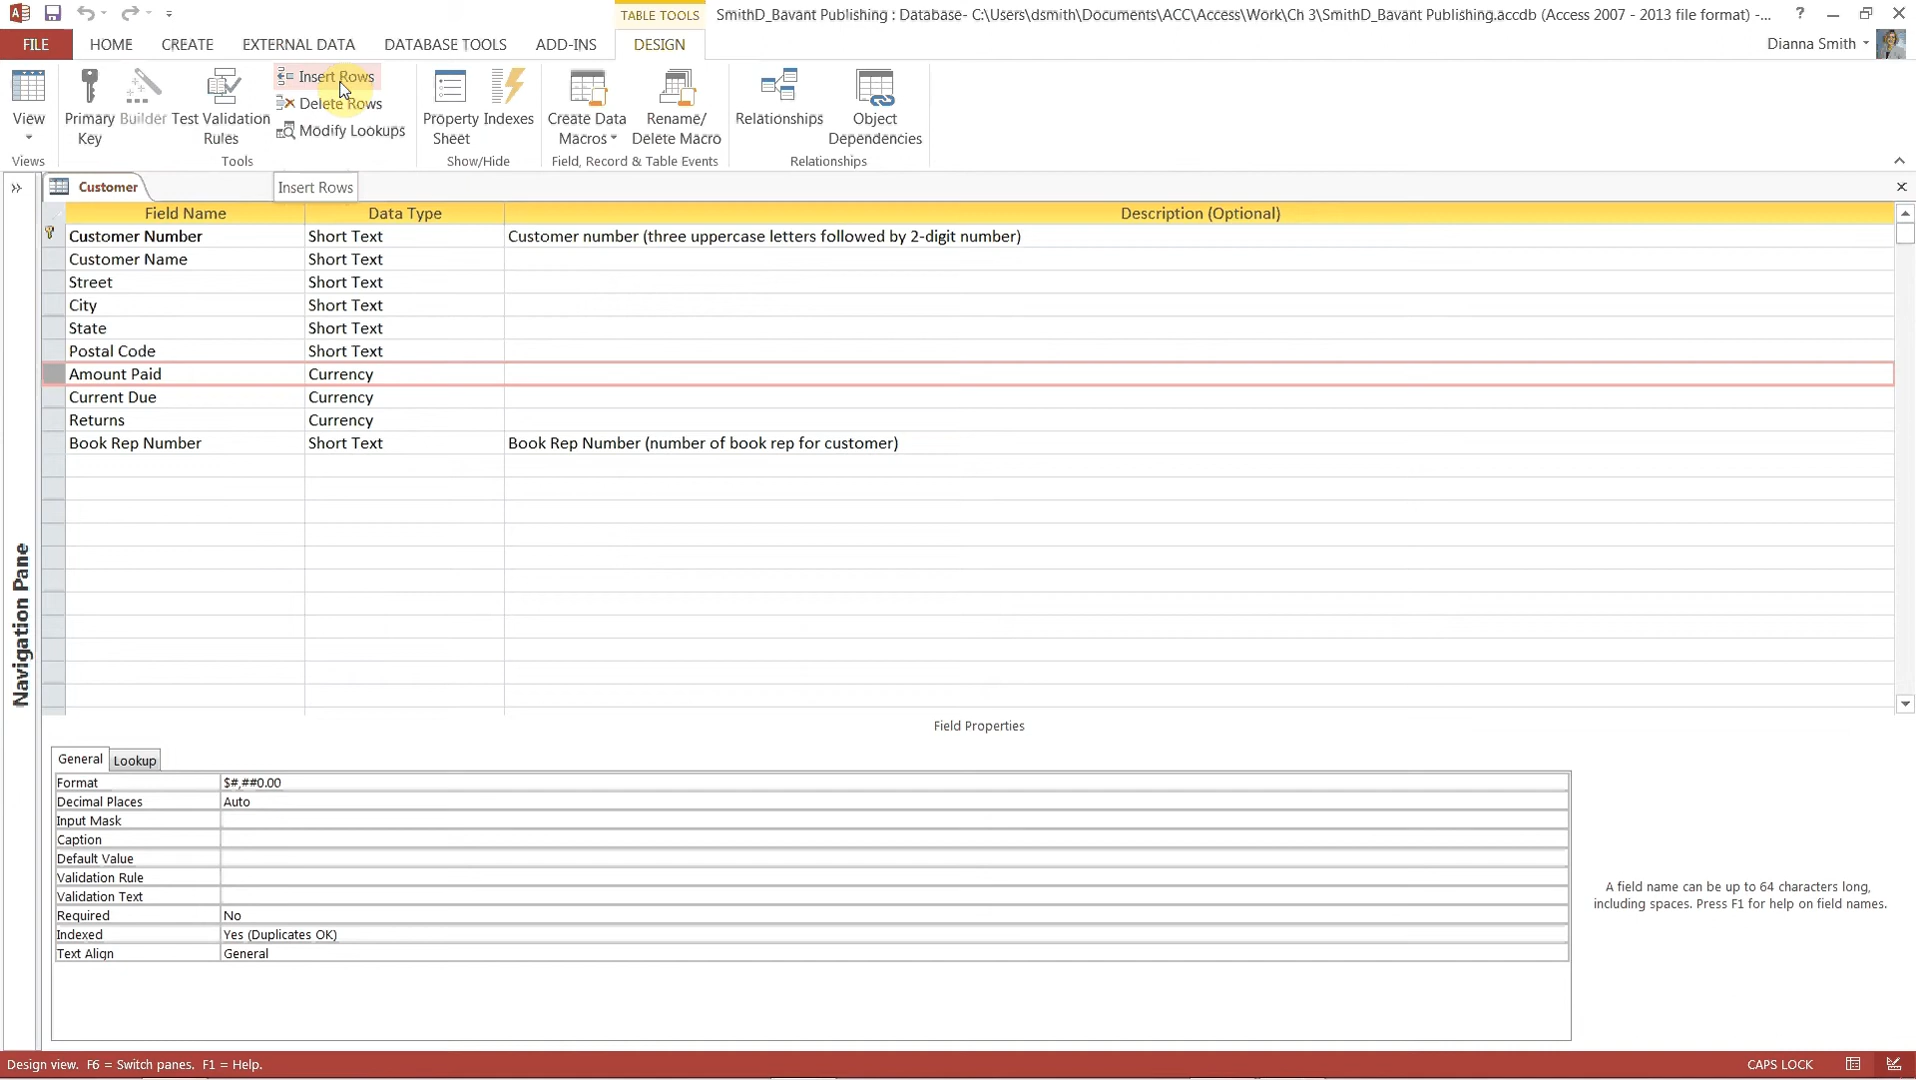 TABLE TOOLS
SmithD_Bavant Publishing : Database- C:\Users\dsmith\Documents\ACC\Access\Work\Ch 3\SmithD_Bavant Publishing.accdb (Access 2007 - 2013 file format) -...
?
FILE HOME CREATE EXTERNAL DATA DATABASE TOOLS ADD-INS DESIGN
Dianna Smith
View
Primary Key
Builder
Test Validation Rules
Insert Rows
Delete Rows
Modify Lookups
Property Sheet
Indexes
Create Data Macros
Rename/ Delete Macro
Relationships
Object Dependencies
Views Tools Show/Hide Field, Record & Table Events Relationships
Customer
Insert Rows
Field Name Data Type Description (Optional)
Customer Number Short Text Customer number (three uppercase letters followed by 2-digit number)
Customer Name Short Text
Street Short Text
City Short Text
State Short Text
Postal Code Short Text
Amount Paid Currency
Current Due Currency
Returns Currency
Book Rep Number Short Text Book Rep Number (number of book rep for customer)
Navigation Pane
Field Properties
General Lookup
Format $#,##0.00
Decimal Places Auto
Input Mask
Caption
Default Value
Validation Rule
Validation Text
Required No
Indexed Yes (Duplicates OK)
Text Align General
A field name can be up to 64 characters long,
including spaces. Press F1 for help on field names.
Design view. F6 = Switch panes. F1 = Help.
CAPS LOCK